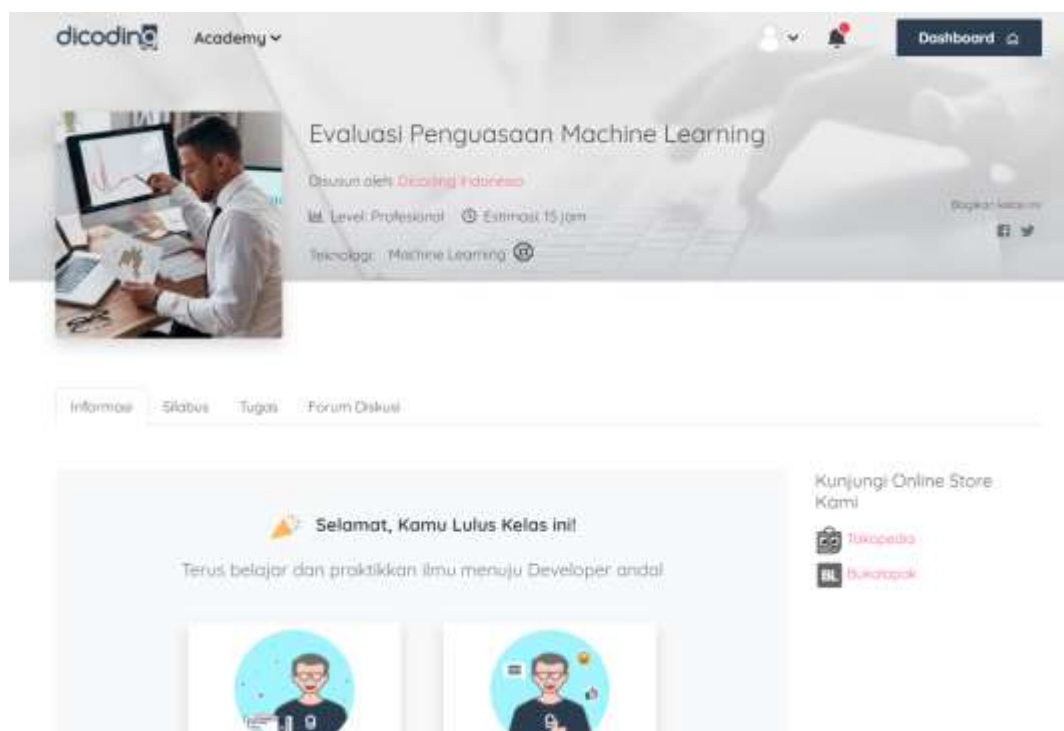 dicoding
Academy
Dashboard
Evaluasi Penguasaan Machine Learning
Disusun oleh: Dicoding Indonesia
Level: Profesional Estimasi: 15 jam
Bagikan kelas ini
Teknologi: Machine Learning
Informasi Silabus Tugas Forum Diskusi
Kunjungi Online Store
Kami
Selamat, Kamu Lulus Kelas ini!
Tokopedia
Terus belajar dan praktikkan ilmu menuju Developer andal
BL Bukalapak